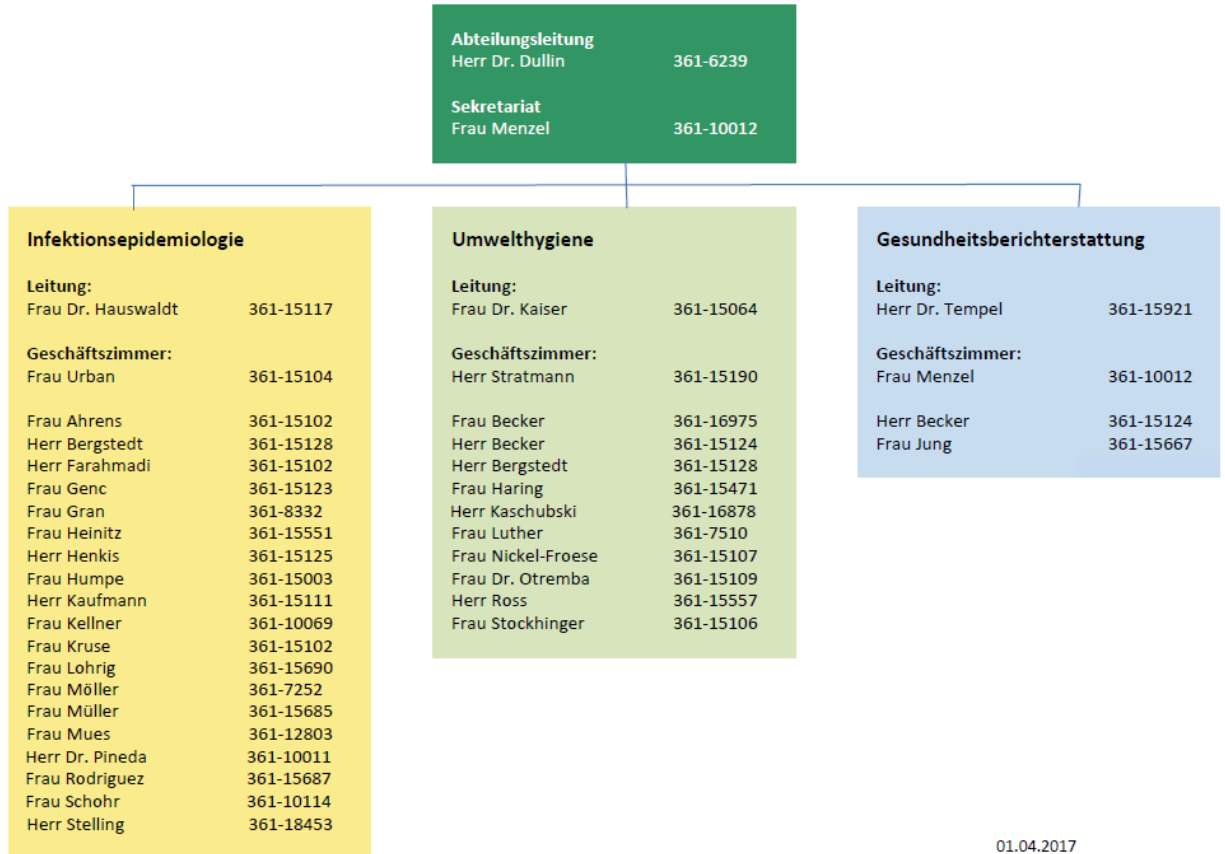 Abteilungsleitung
Herr Dr. Dullin 361-6239
Sekretariat
Frau Menzel 361-10012
Infektionsepidemiologie
Leitung:
Frau Dr. Hauswaldt 361-15117
Geschäftszimmer:
Frau Urban 361-15104
Frau Ahrens 361-15102
Herr Bergstedt 361-15128
Herr Farahmadi 361-15102
Frau Genc 361-15123
Frau Gran 361-8332
Frau Heinitz 361-15551
Herr Henkis 361-15125
Frau Humpe 361-15003
Herr Kaufmann 361-15111
Frau Kellner 361-10069
Frau Kruse 361-15102
Frau Lohrig 361-15690
Frau Möller 361-7252
Frau Müller 361-15685
Frau Mues 361-12803
Herr Dr. Pineda 361-10011
Frau Rodriguez 361-15687
Frau Schohr 361-10114
Herr Stelling 361-18453
Umwelthygiene
Leitung:
Frau Dr. Kaiser 361-15064
Geschäftszimmer:
Herr Stratmann 361-15190
Frau Becker 361-16975
Herr Becker 361-15124
Herr Bergstedt 361-15128
Frau Haring 361-15471
Herr Kaschubski 361-16878
Frau Luther 361-7510
Frau Nickel-Froese 361-15107
Frau Dr. Otremba 361-15109
Herr Ross 361-15557
Frau Stockhinger 361-15106
Gesundheitsberichterstattung
Leitung:
Herr Dr. Tempel 361-15921
Geschäftszimmer:
Frau Menzel 361-10012
Herr Becker 361-15124
Frau Jung 361-15667
01.04.2017